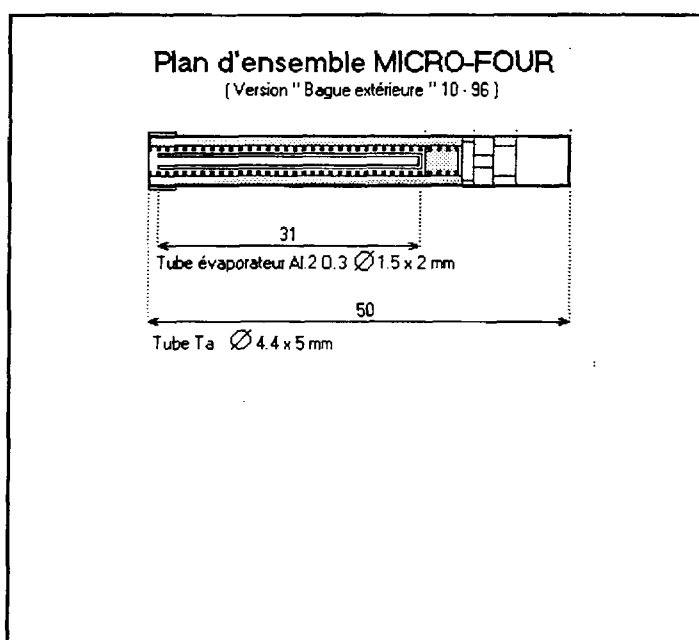 Plan d'ensemble MICRO-FOUR
( Version " Bague extérieure " 10 - 96 )
31
Tube évaporateur Al.2 O.3 Ø 1.5 x 2 mm
50
Tube Ta Ø 4.4 x 5 mm